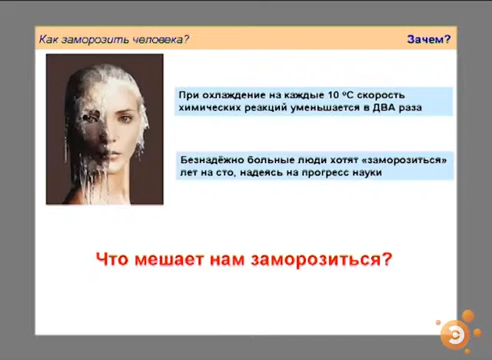 Как заморозить человека?
Зачем?
При охлаждение на каждые 10 ºС скорость
химических реакций уменьшается в ДВА раза
Безнадёжно больные люди хотят «заморозиться»
лет на сто, надеясь на прогресс науки
Что мешает нам заморозиться?